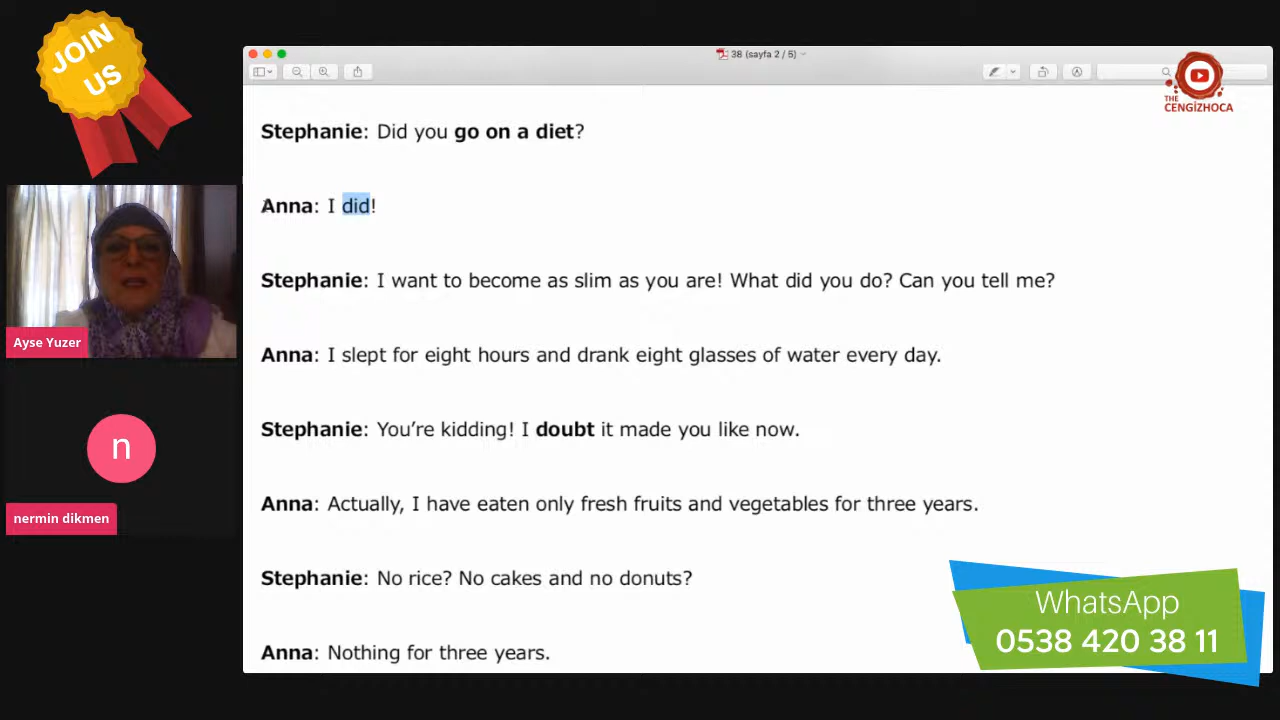 JOIN
US
38 (sayfa 2 / 5)
THE
CENGİZHOCA
Stephanie: Did you go on a diet?
Anna: I did!
Stephanie: I want to become as slim as you are! What did you do? Can you tell me?
Anna: I slept for eight hours and drank eight glasses of water every day.
Stephanie: You're kidding! I doubt it made you like now.
Anna: Actually, I have eaten only fresh fruits and vegetables for three years.
Stephanie: No rice? No cakes and no donuts?
Anna: Nothing for three years.
Ayse Yuzer
n
nermin dikmen
WhatsApp
0538 420 38 11